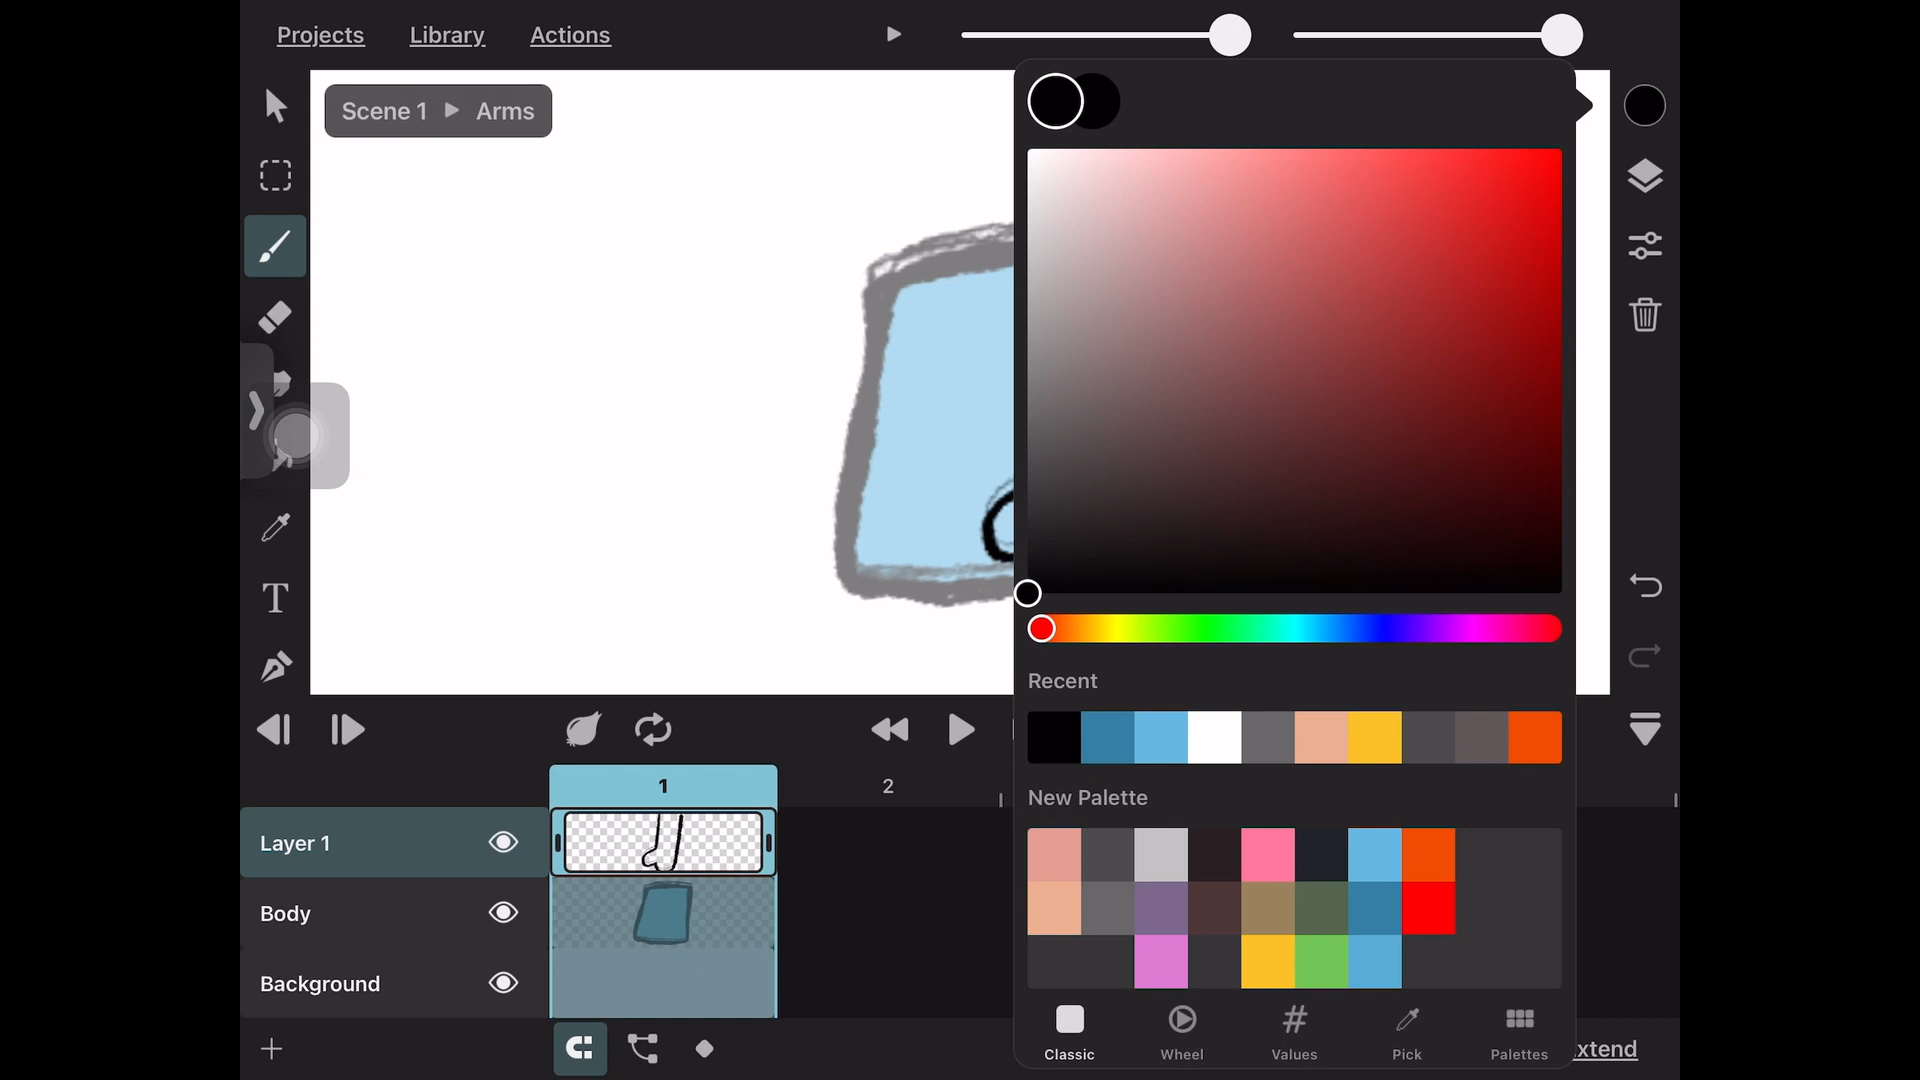 Projects Library Actions
Scene 1 Arms
T
Recent
New Palette
1 2
Layer 1
Body
Background
Classic Wheel Values Pick Palettes
xtend